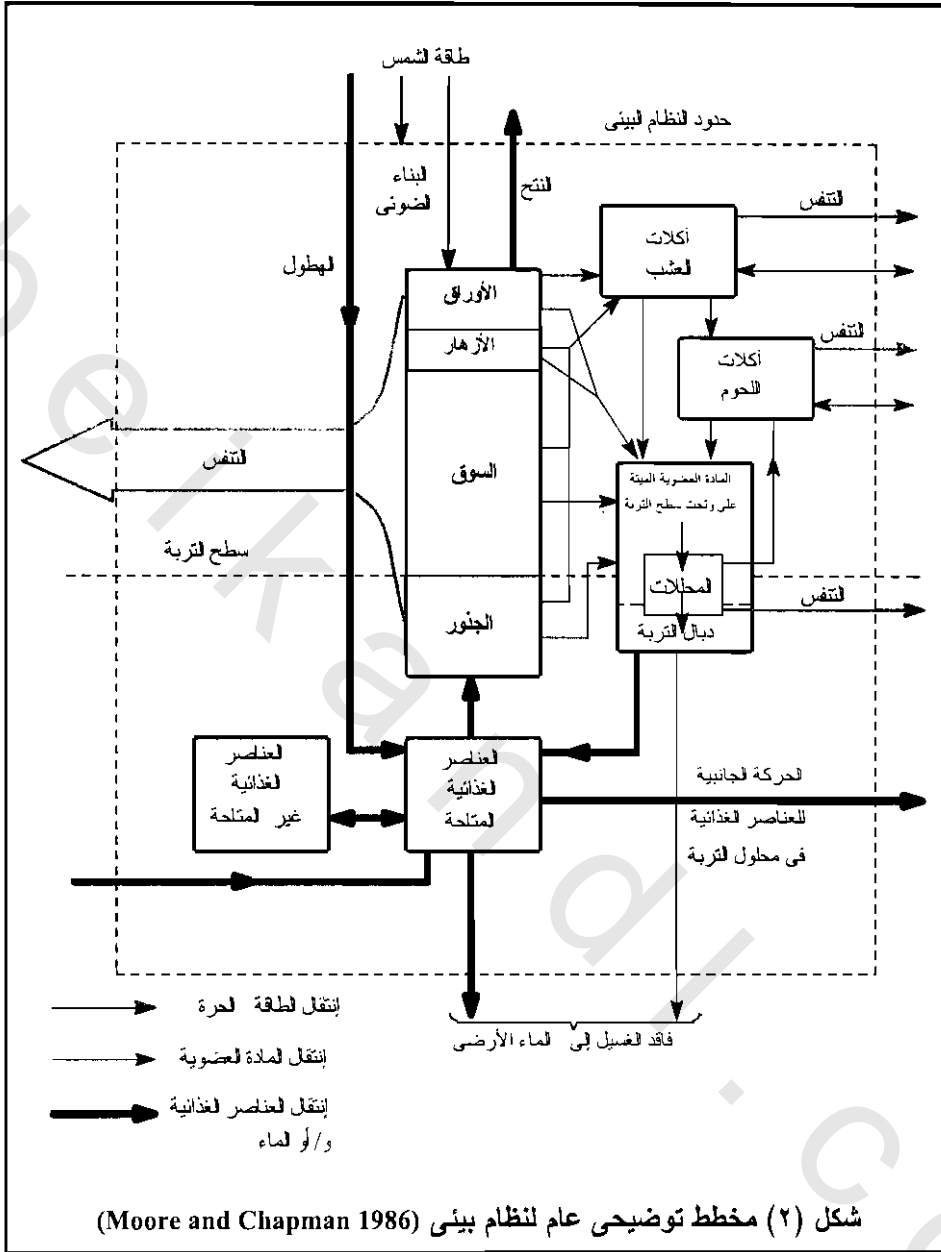 طاقة الشمس
حدود النظام البيئى
البناء
الضوئى
النتح
التنفس
أكلات
العشب
الهطول
الأوراق
الأزهار
التنفس
أكلات
اللحوم
التنفس
السوق
المادة العضوية الميتة
على وتحت سطح التربة
سطح التربة
المحللات
التنفس
الجذور
دبال التربة
العناصر
الغذائية
غير المتاحة
العناصر
الغذائية
المتاحة
الحركة الجانبية
للعناصر الغذائية
فى محلول التربة
إنتقال الطاقة الحرة
فاقد الغسيل إلى الماء الأرضى
إنتقال المادة العضوية
إنتقال العناصر الغذائية
و/أو الماء
شكل (٢) مخطط توضيحى عام لنظام بيئى (Moore and Chapman 1986)
beikandl.c